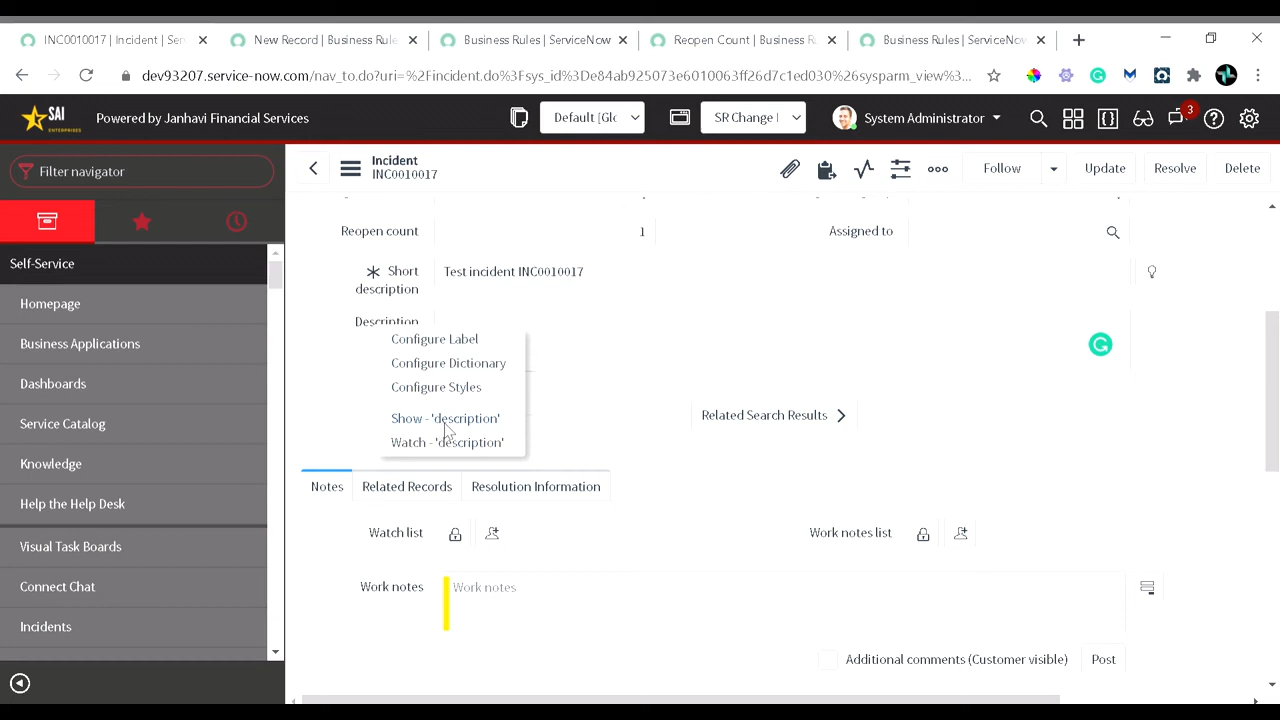 INC0010017 | Incident | Serv
New Record | Business Rules
Business Rules | ServiceNow
Reopen Count | Business Ru
Business Rules | ServiceNow
dev93207.service-now.com/nav_to.do?uri=%2Fincident.do%3Fsys_id%3De84ab925073e6010063ff26d7c1ed030%26sysparm_view%...
SAI
ENTERPRISES
Powered by Janhavi Financial Services
Default [Glo
SR Change I
System Administrator
3
Filter navigator
Incident
INC0010017
Follow
Update
Resolve
Delete
Self-Service
Homepage
Business Applications
Dashboards
Service Catalog
Knowledge
Help the Help Desk
Visual Task Boards
Connect Chat
Incidents
Reopen count
1
Assigned to
Short
description
Test incident INC0010017
Description
Configure Label
Configure Dictionary
Configure Styles
Show - 'description'
Watch - 'description'
Related Search Results
Notes
Related Records
Resolution Information
Watch list
Work notes list
Work notes
Work notes
Additional comments (Customer visible)
Post